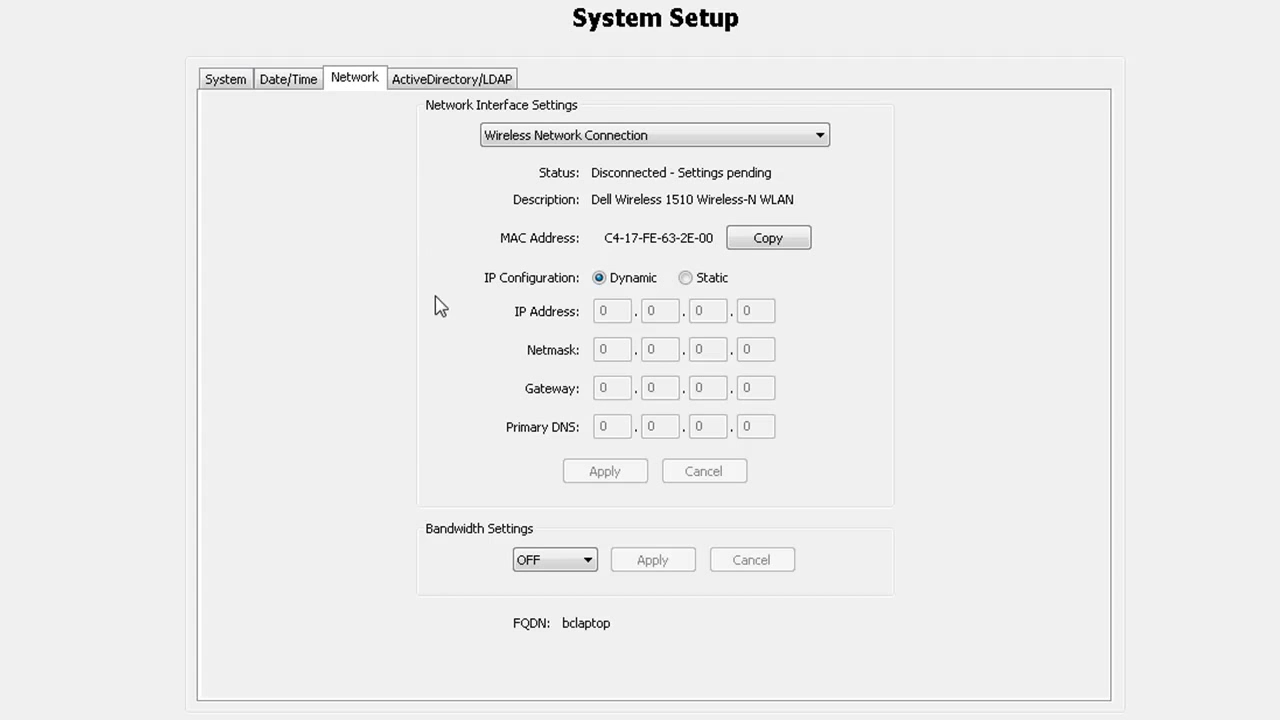 System Setup
System Date/Time Network ActiveDirectory/LDAP
Network Interface Settings
Wireless Network Connection
Status: Disconnected - Settings pending
Description: Dell Wireless 1510 Wireless-N WLAN
MAC Address: C4-17-FE-63-2E-00 Copy
IP Configuration: Dynamic Static
IP Address: 0 . 0 . 0 . 0
Netmask: 0 . 0 . 0 . 0
Gateway: 0 . 0 . 0 . 0
Primary DNS: 0 . 0 . 0 . 0
Apply Cancel
Bandwidth Settings
OFF Apply Cancel
FQDN: bclaptop